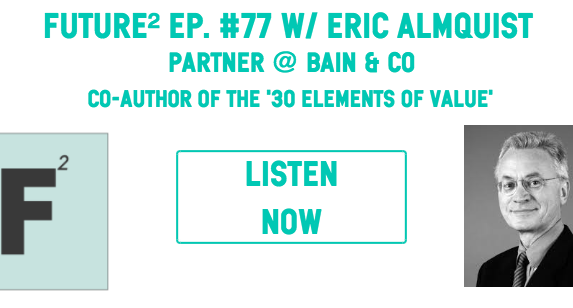 FUTURE² EP. #77 W/ ERIC ALMQUIST
PARTNER @ BAIN & CO
CO-AUTHOR OF THE '30 ELEMENTS OF VALUE'
F²
LISTEN
NOW